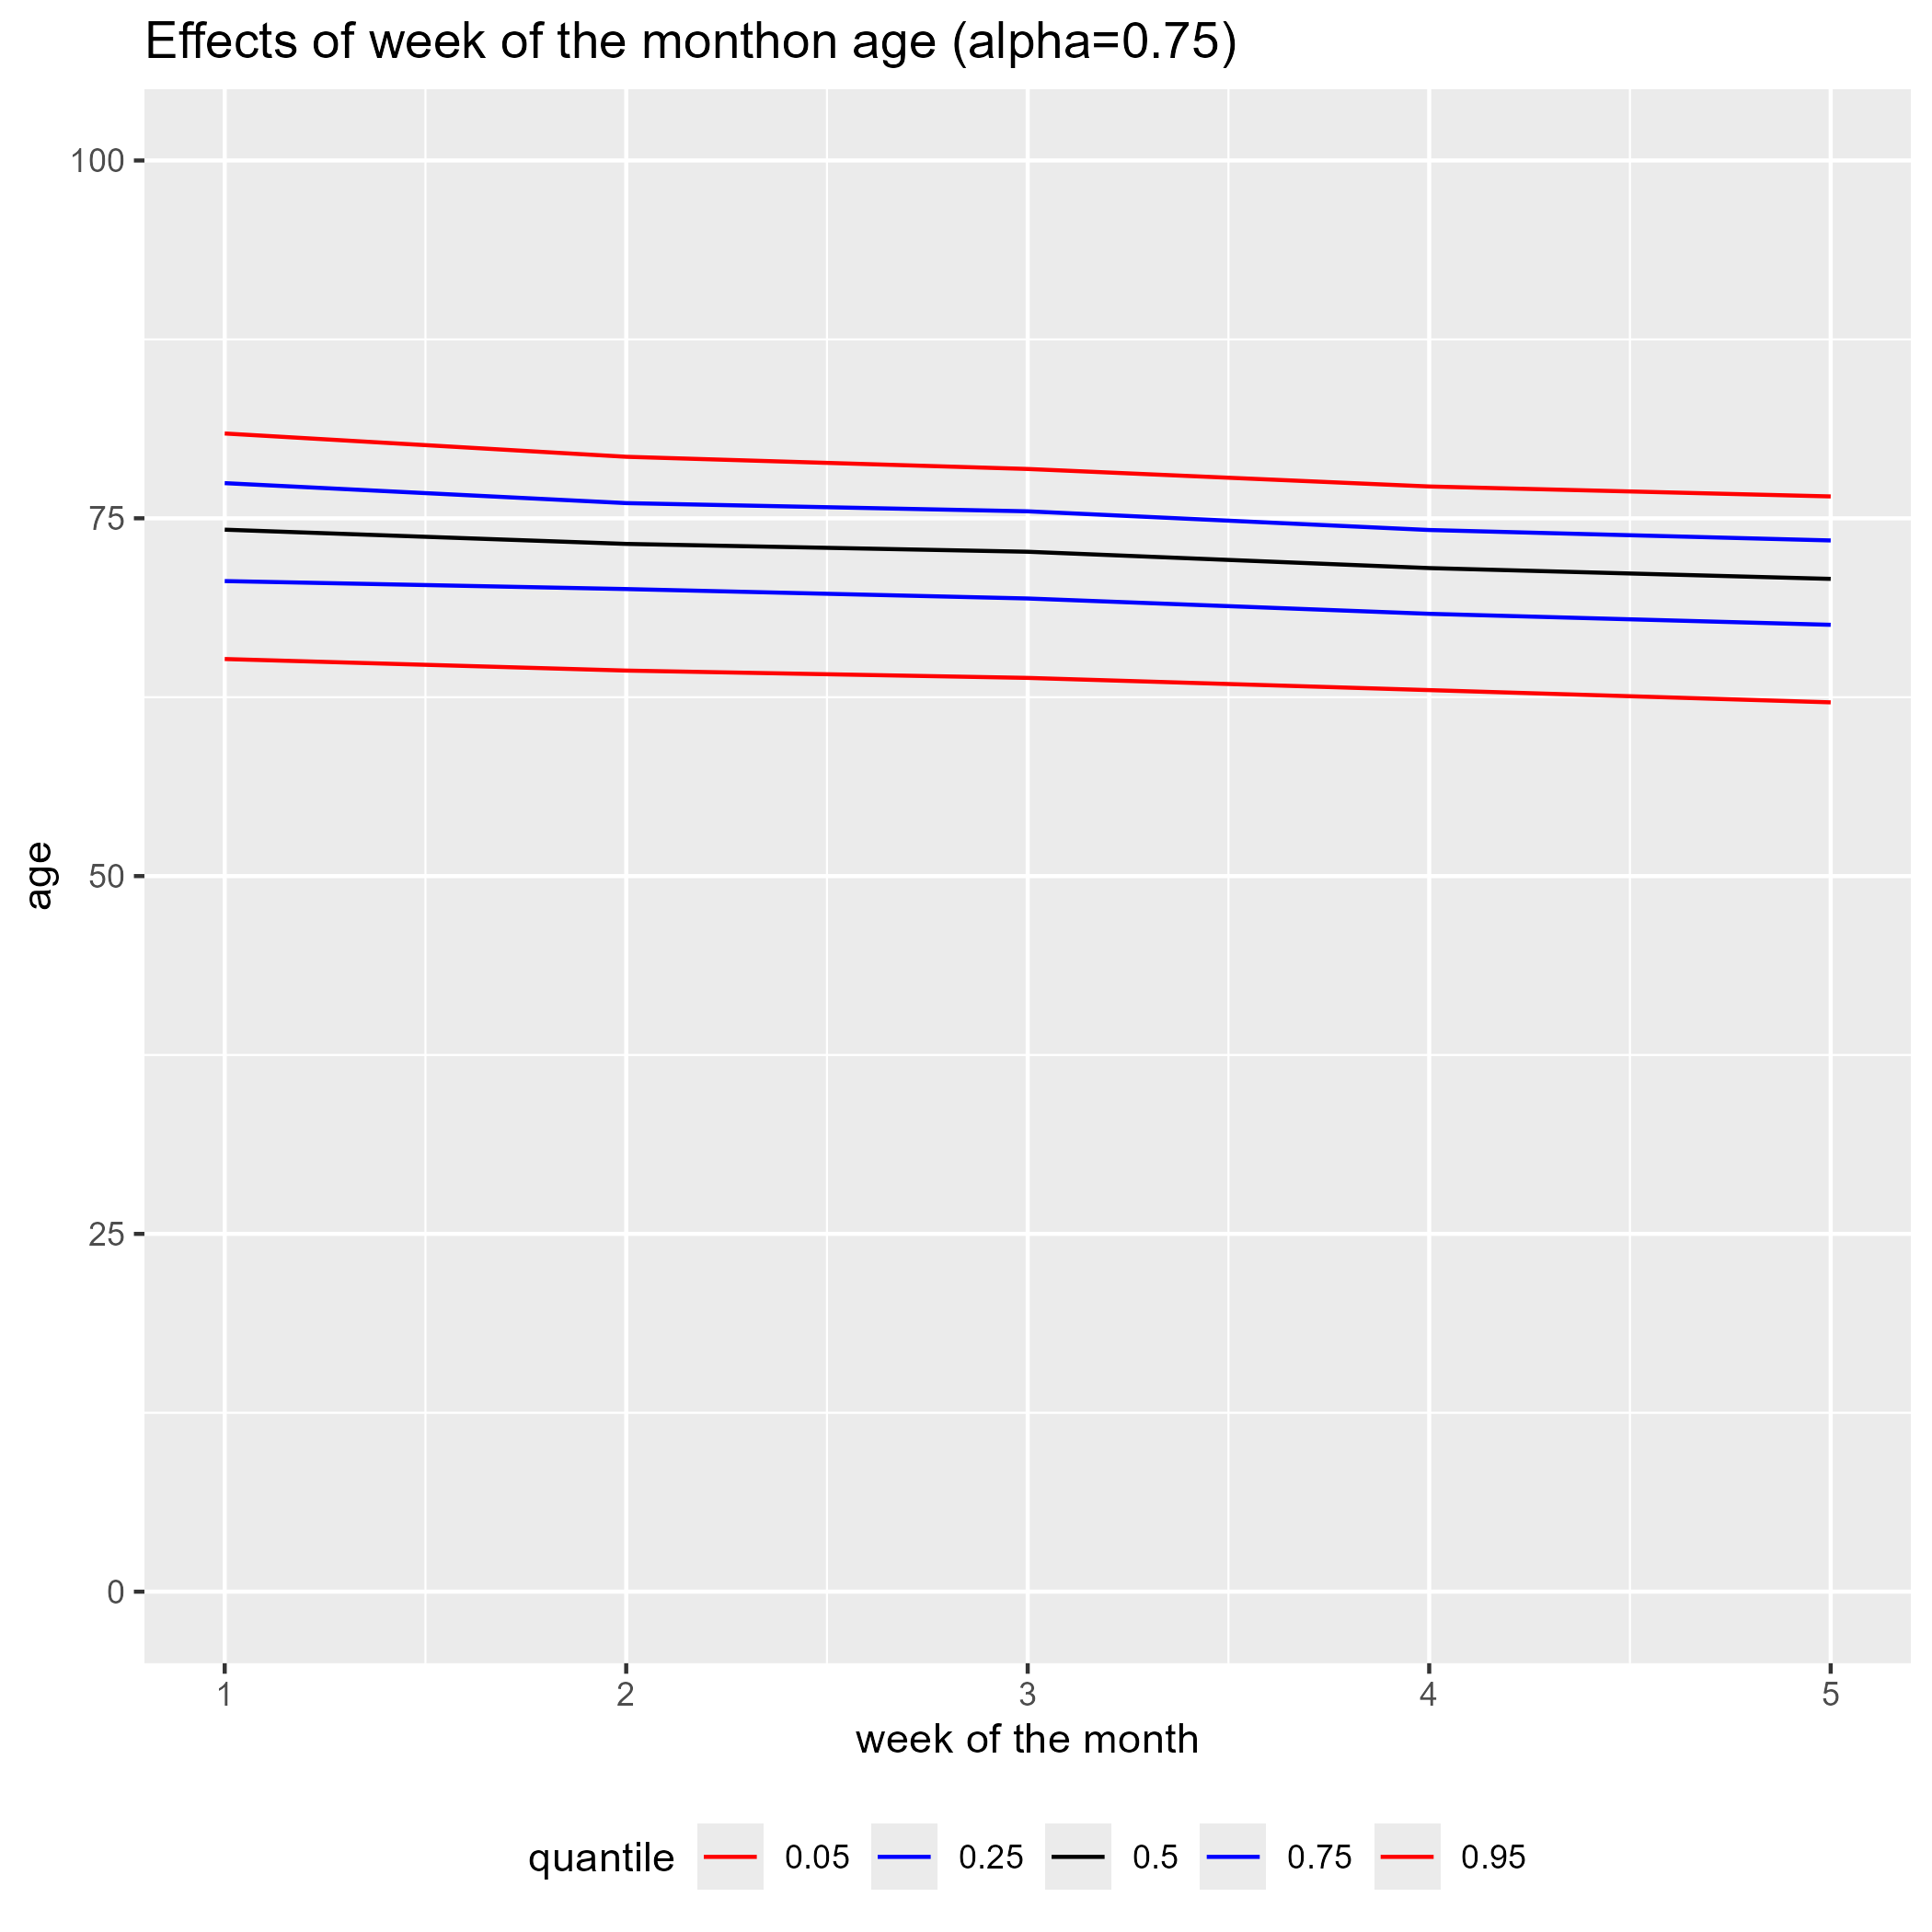 Effects of week of the monthon age (alpha=0.75)
100
75
50
25
0
age
1 2 3 4 5
week of the month
quantile 0.05 0.25 0.5 0.75 0.95